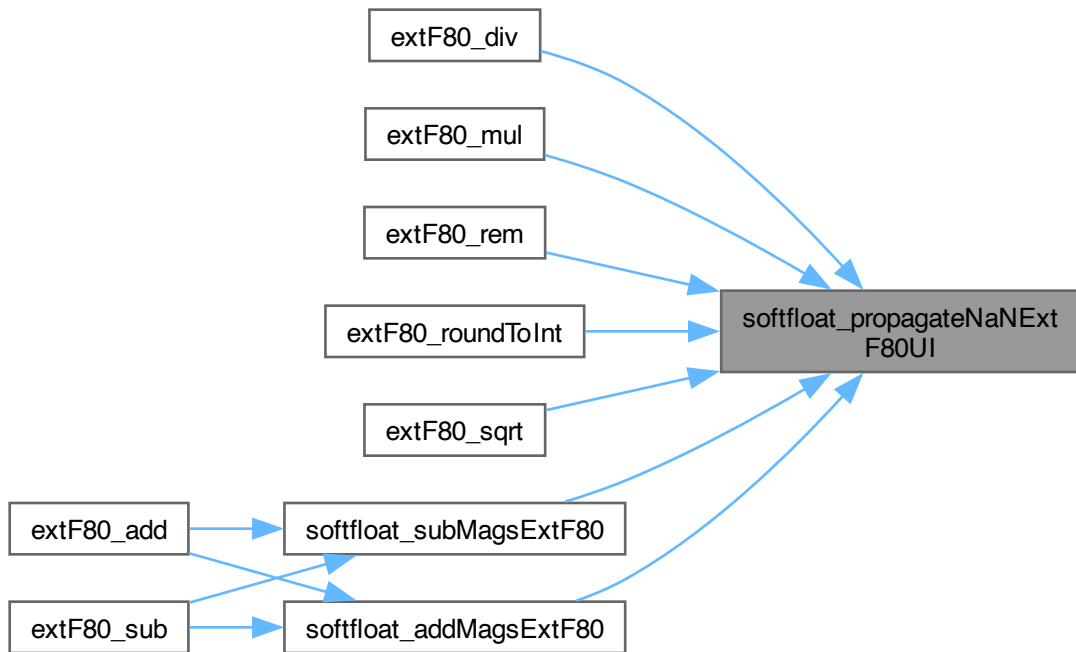 extF80_div
extF80_mul
extF80_rem
softfloat_propagateNaNExt
F80UI
extF80_roundToInt
extF80_sqrt
extF80_add
softfloat_subMagsExtF80
extF80_sub
softfloat_addMagsExtF80